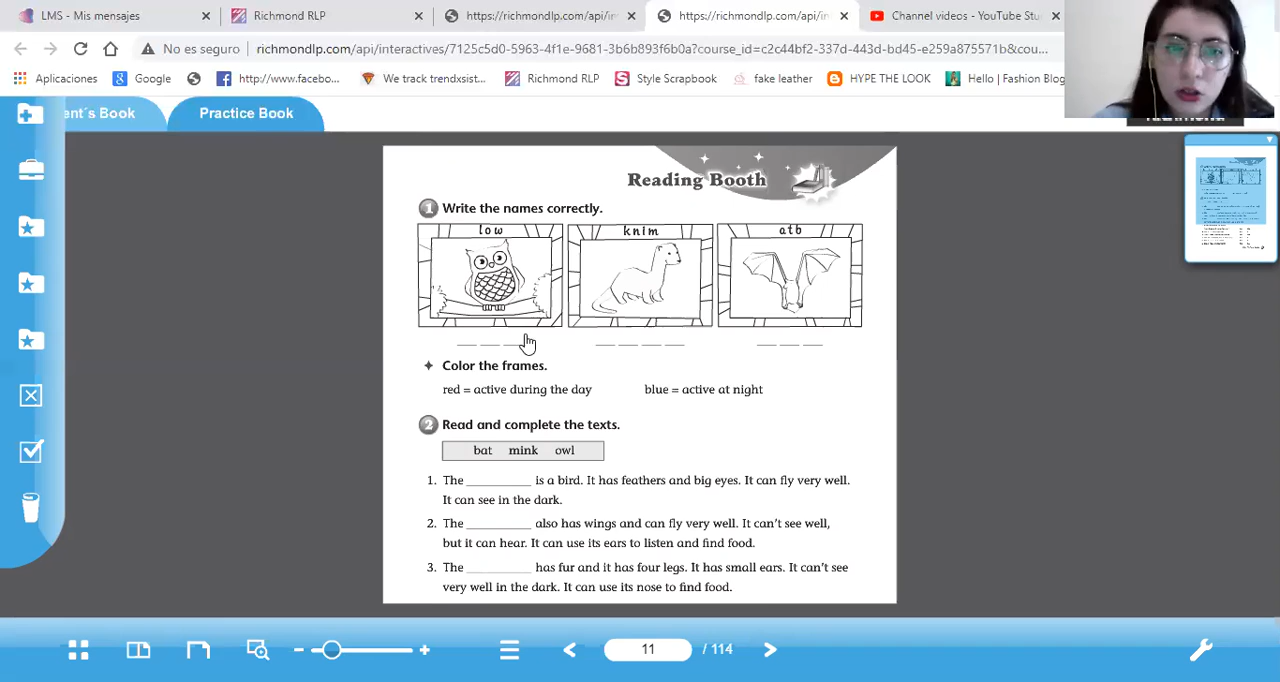 LMS - Mis mensajes
Richmond RLP
https://richmondlp.com/api/in
https://richmondlp.com/api/in
Channel videos - YouTube Stu
No es seguro
richmondlp.com/api/interactives/7125c5d0-5963-4f1e-9681-3b6b893f6b0a?course_id=c2c44bf2-337d-443d-bd45-e259a875571b&cou...
Aplicaciones
Google
http://www.facebo...
We track trendxsist...
Richmond RLP
Style Scrapbook
fake leather
HYPE THE LOOK
Hello | Fashion Blog
ent´s Book
Practice Book
Reading Booth
1 Write the names correctly.
low
knim
atb
Color the frames.
red = active during the day
blue = active at night
2 Read and complete the texts.
bat mink owl
1. The __________ is a bird. It has feathers and big eyes. It can fly very well.
It can see in the dark.
2. The __________ also has wings and can fly very well. It can't see well,
but it can hear. It can use its ears to listen and find food.
3. The __________ has fur and it has four legs. It has small ears. It can't see
very well in the dark. It can use its nose to find food.
11 / 114